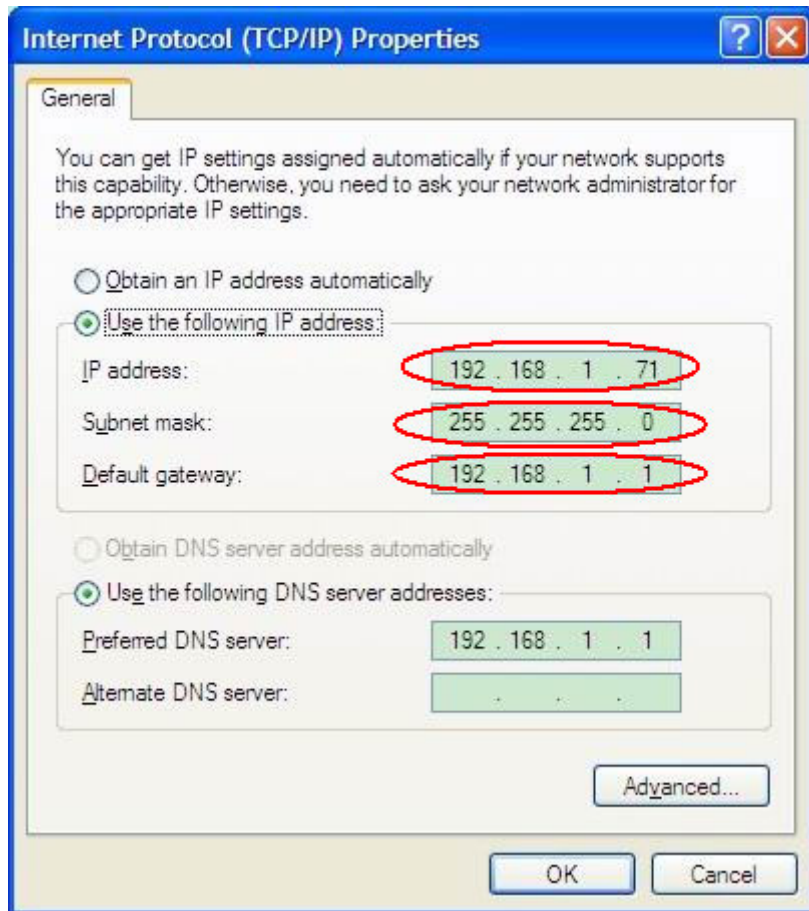 Internet Protocol (TCP/IP) Properties
General
You can get IP settings assigned automatically if your network supports
this capability. Otherwise, you need to ask your network administrator for
the appropriate IP settings.
Obtain an IP address automatically
Use the following IP address:
IP address: 192 . 168 . 1 . 71
Subnet mask: 255 . 255 . 255 . 0
Default gateway: 192 . 168 . 1 . 1
Obtain DNS server address automatically
Use the following DNS server addresses:
Preferred DNS server: 192 . 168 . 1 . 1
Alternate DNS server: . . .
Advanced...
OK Cancel